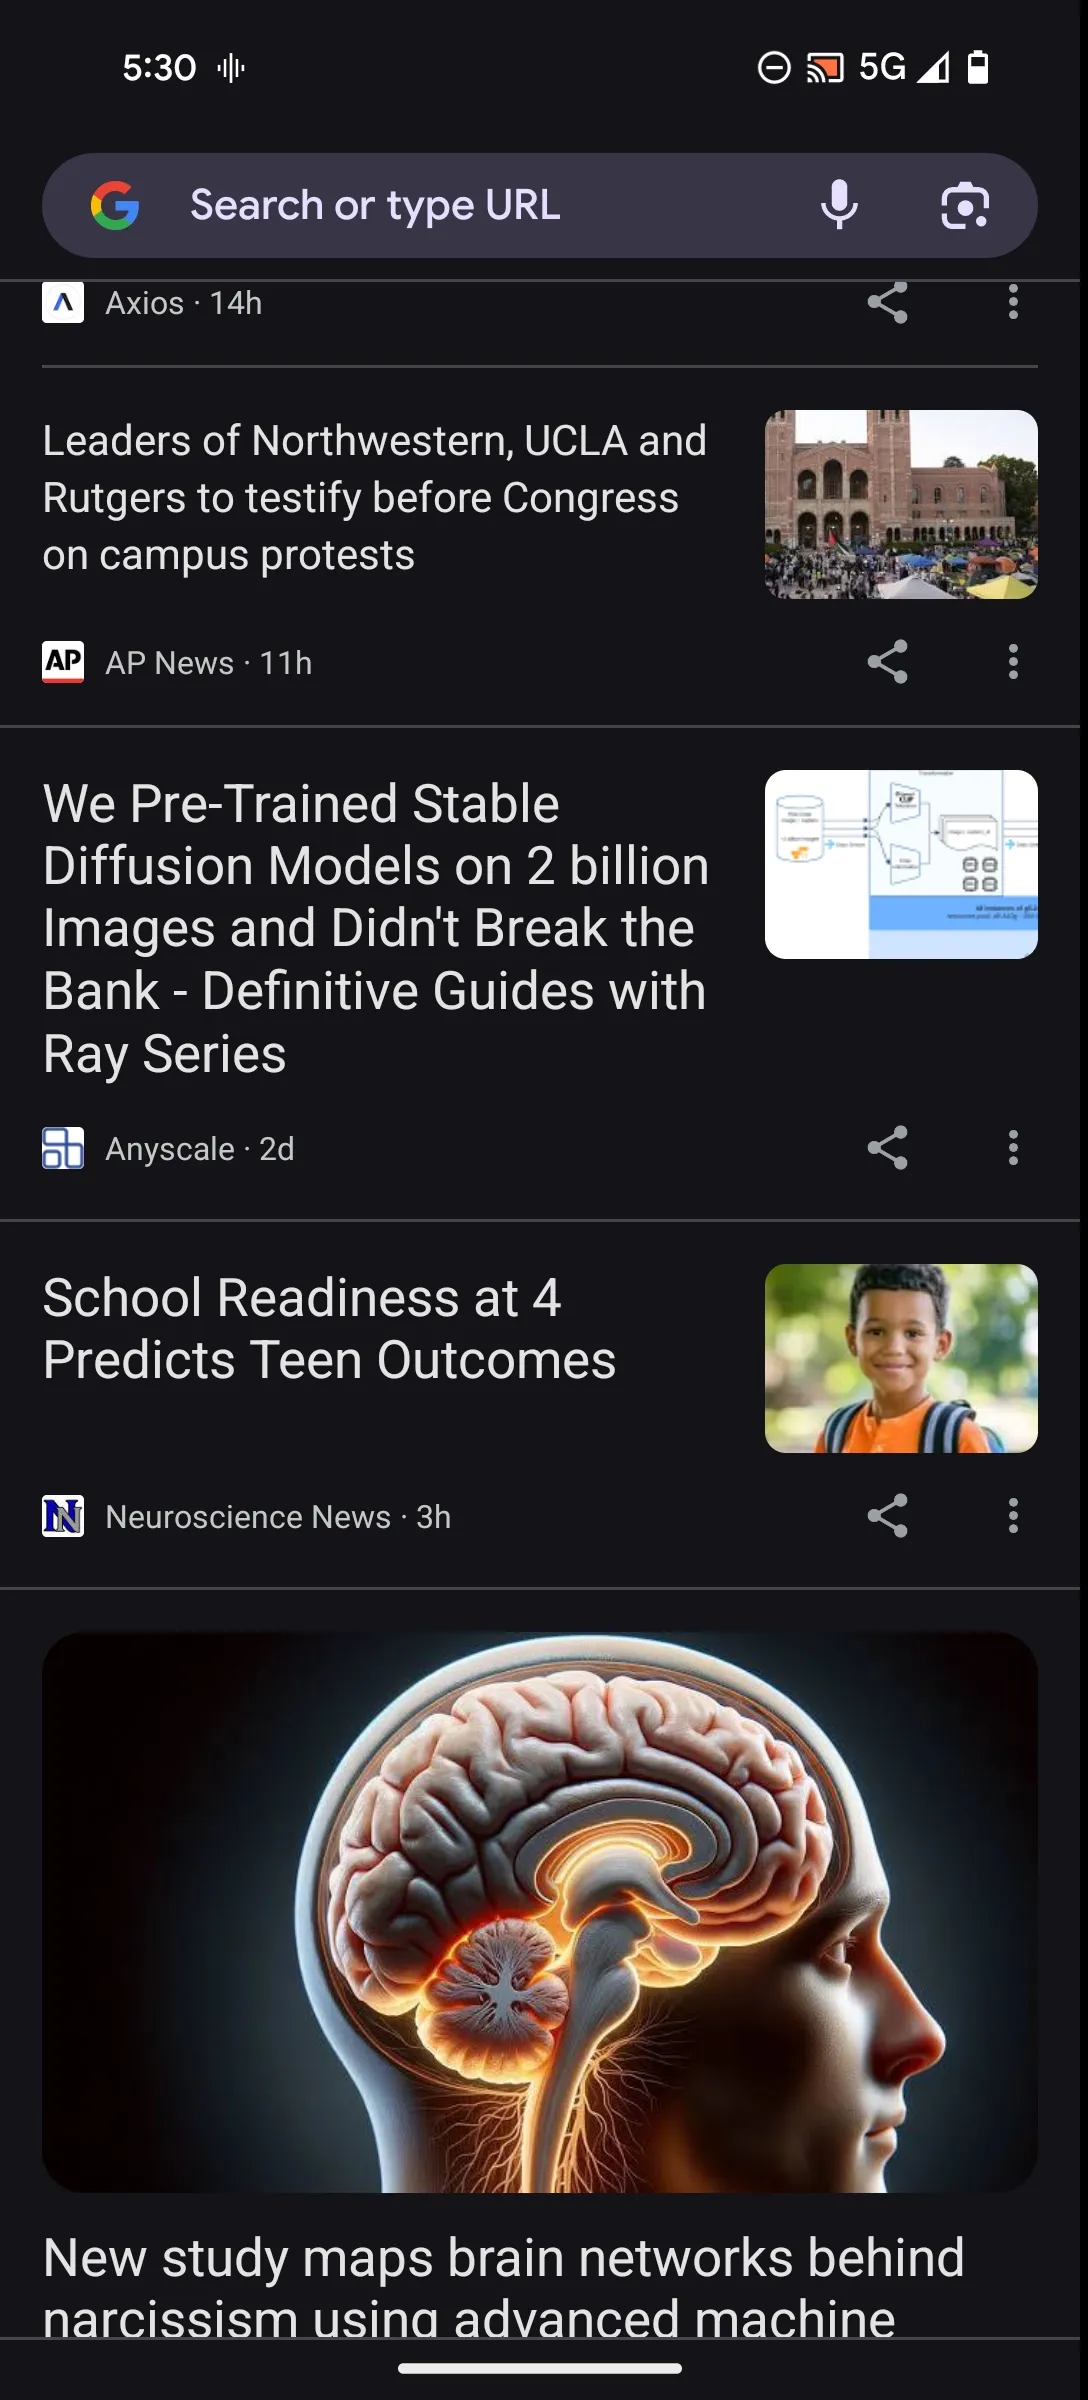 5:30
5G
Search or type URL
Axios · 14h
Leaders of Northwestern, UCLA and
Rutgers to testify before Congress
on campus protests
AP
AP News · 11h
We Pre-Trained Stable
Diffusion Models on 2 billion
Images and Didn't Break the
Bank - Definitive Guides with
Ray Series
Anyscale · 2d
School Readiness at 4
Predicts Teen Outcomes
Neuroscience News · 3h
New study maps brain networks behind
narcissism using advanced machine